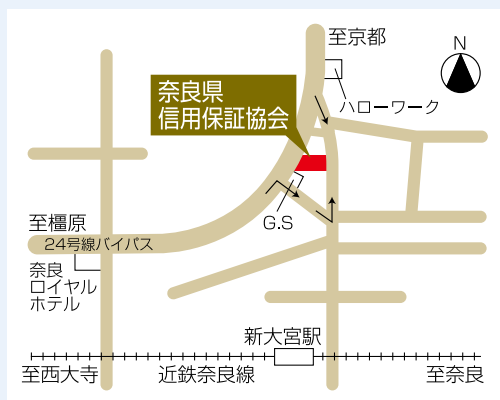 至京都
N
ハローワーク
奈良県
信用保証協会
G.S
至橿原
24号線バイパス
奈良
ロイヤル
ホテル
新大宮駅
至西大寺
近鉄奈良線
至奈良